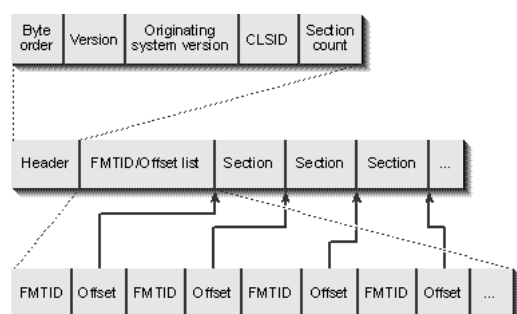 Byte order Version Originating system version CLSID Section count
Header FMTID/Offset list Section Section Section ...
FMTID Offset FMTID Offset FMTID Offset FMTID Offset ...